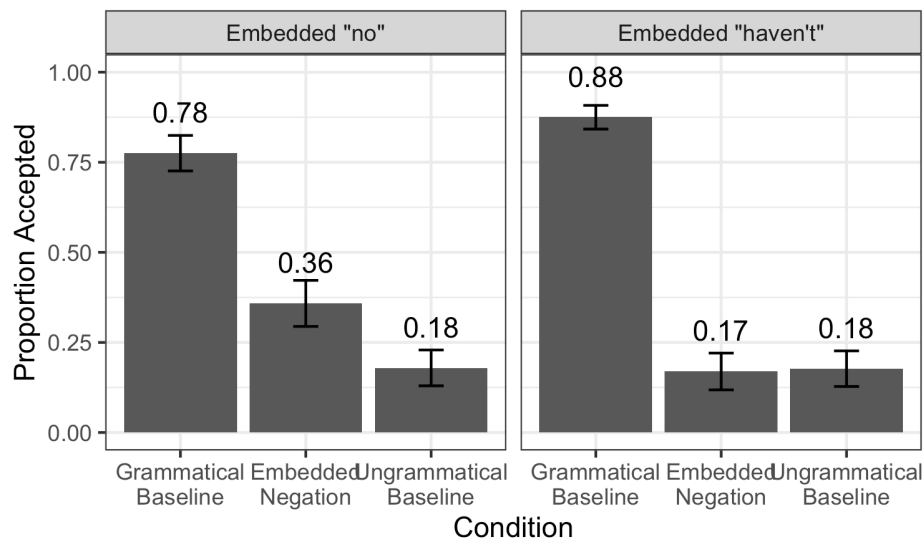 Embedded "no"
Embedded "haven't"
1.00
0.75
0.50
0.25
0.00
Proportion Accepted
0.78
0.36
0.18
0.88
0.17
0.18
Grammatical
Baseline
Embedded
Negation
Ungrammatical
Baseline
Grammatical
Baseline
Embedded
Negation
Ungrammatical
Baseline
Condition